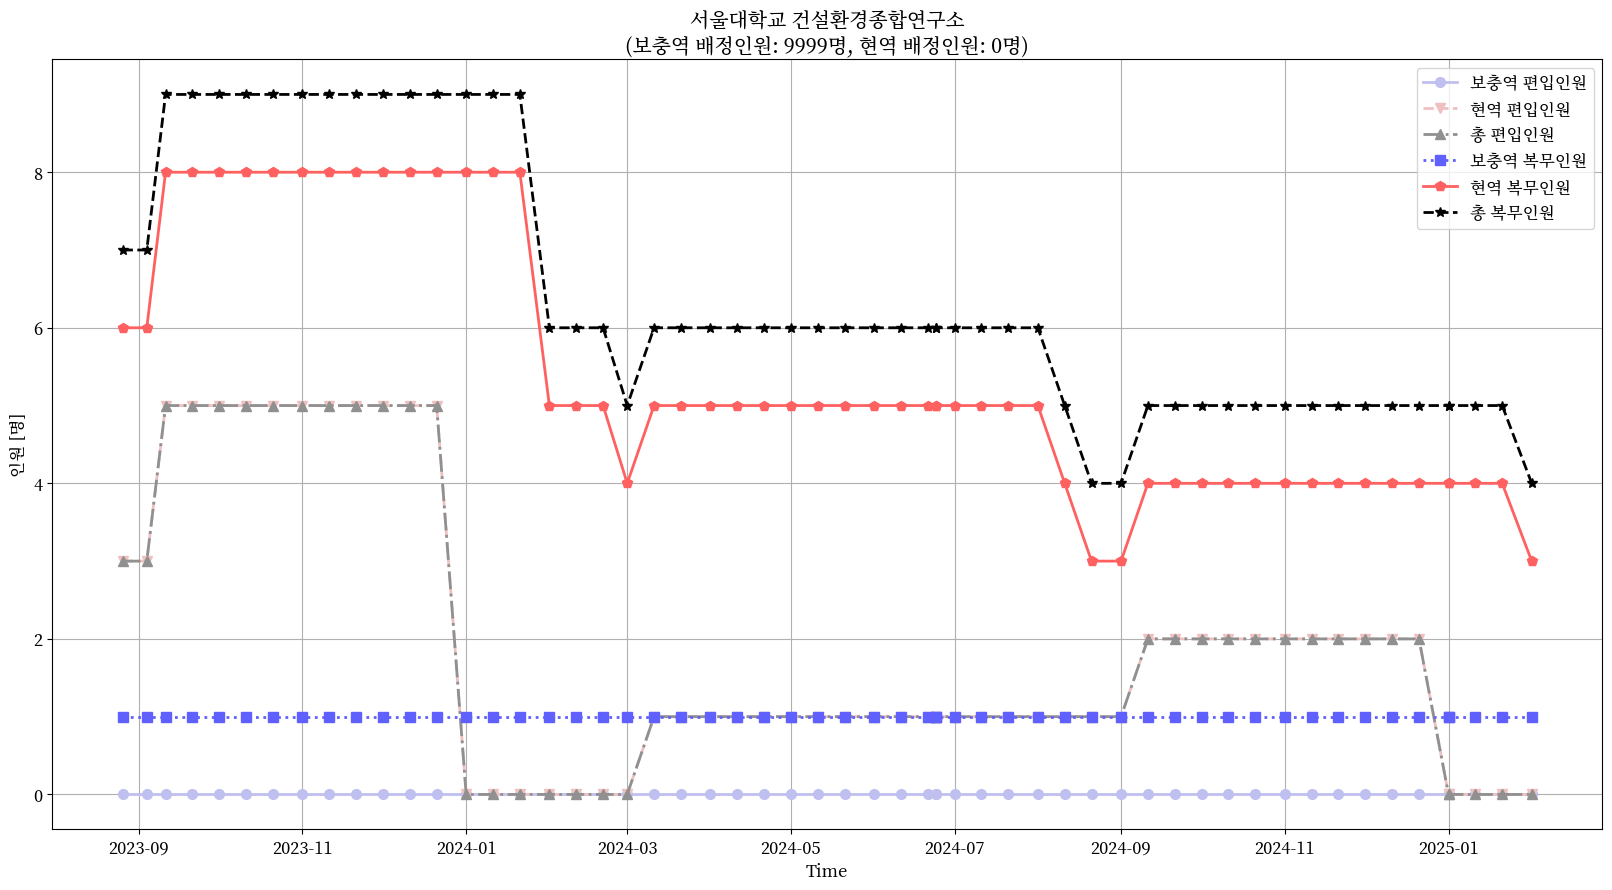 서울대학교 건설환경종합연구소
(보충역 배정인원: 9999명, 현역 배정인원: 0명)
보충역 편입인원
현역 편입인원
총 편입인원
보충역 복무인원
현역 복무인원
총 복무인원
인원 [명]
8
6
4
2
0
2023-09
2023-11
2024-01
2024-03
2024-05
2024-07
2024-09
2024-11
2025-01
Time